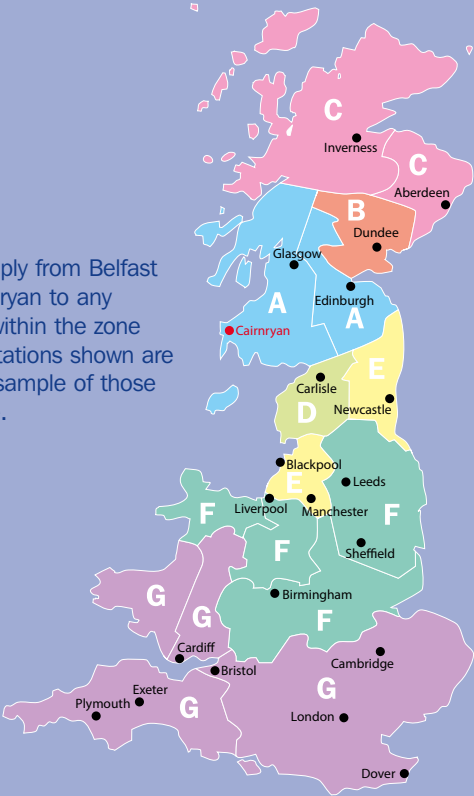 C
Inverness
C
Aberdeen
B
Dundee
Glasgow
A
Edinburgh
A
Cairnryan
ply from Belfast
ryan to any
within the zone
tations shown are
sample of those
.
E
Carlisle
D
Newcastle
Blackpool
E
Leeds
Liverpool
Manchester
F
F
Sheffield
F
Birmingham
F
G
G
Cardiff
Cambridge
Bristol
G
Exeter
Plymouth
G
London
Dover